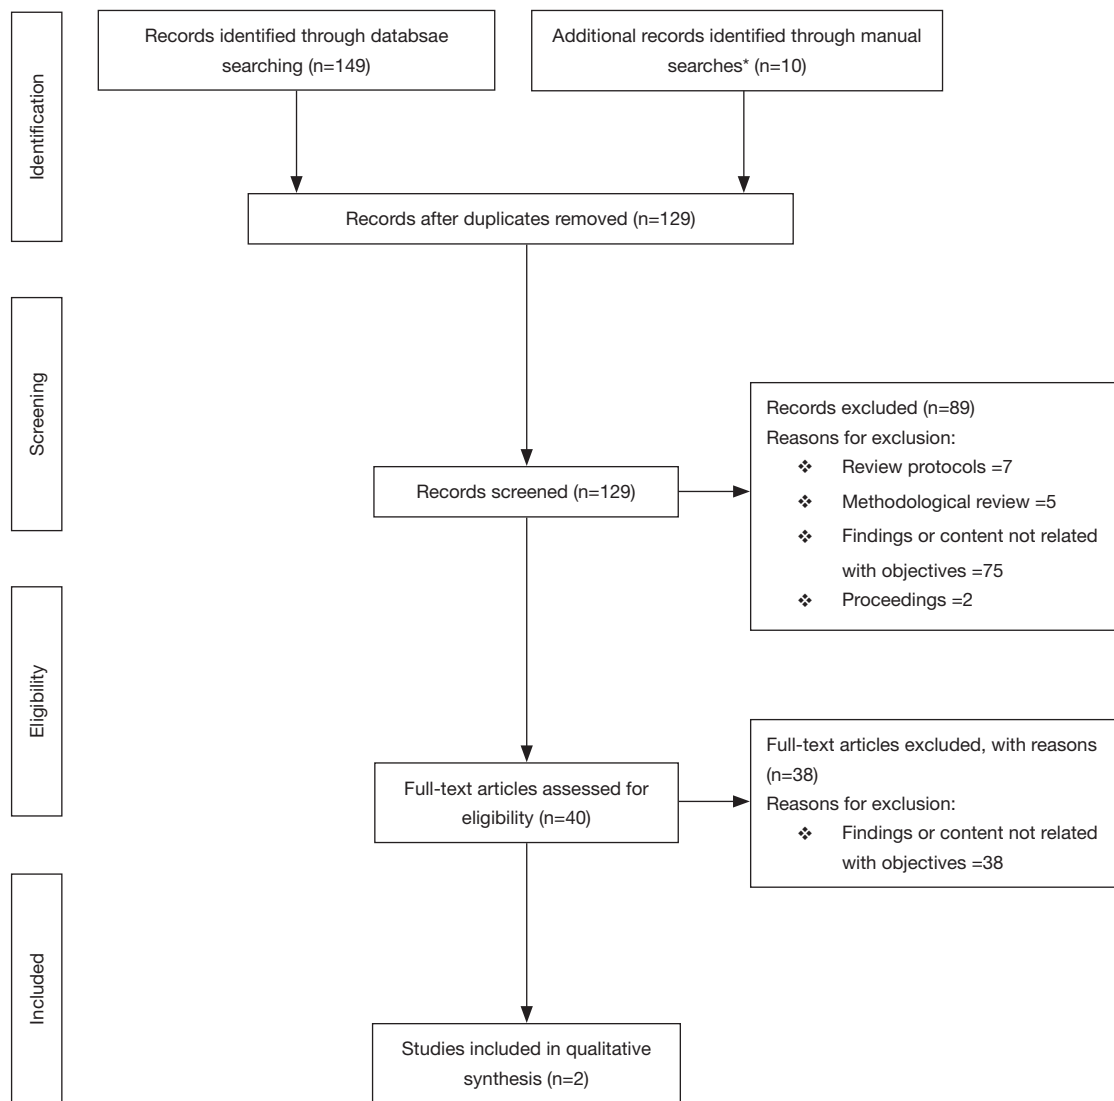 Identification
Records identified through databsae
searching (n=149)
Additional records identified through manual
searches* (n=10)
Records after duplicates removed (n=129)
Screening
Records screened (n=129)
Records excluded (n=89)
Reasons for exclusion:
❖ Review protocols =7
❖ Methodological review =5
❖ Findings or content not related
with objectives =75
❖ Proceedings =2
Eligibility
Full-text articles assessed for
eligibility (n=40)
Full-text articles excluded, with reasons
(n=38)
Reasons for exclusion:
❖ Findings or content not related
with objectives =38
Included
Studies included in qualitative
synthesis (n=2)